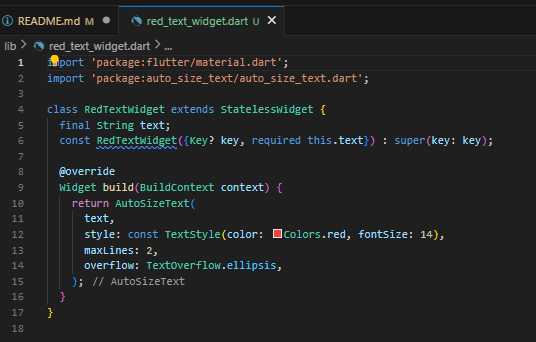 README.md M
red_text_widget.dart U
lib > red_text_widget.dart > ...
1 import 'package:flutter/material.dart';
2 import 'package:auto_size_text/auto_size_text.dart';
3
4 class RedTextWidget extends StatelessWidget {
5 final String text;
6 const RedTextWidget({Key? key, required this.text}) : super(key: key);
7
8 @override
9 Widget build(BuildContext context) {
10 return AutoSizeText(
11 text,
12 style: const TextStyle(color: Colors.red, fontSize: 14),
13 maxLines: 2,
14 overflow: TextOverflow.ellipsis,
15 ); // AutoSizeText
16 }
17 }
18